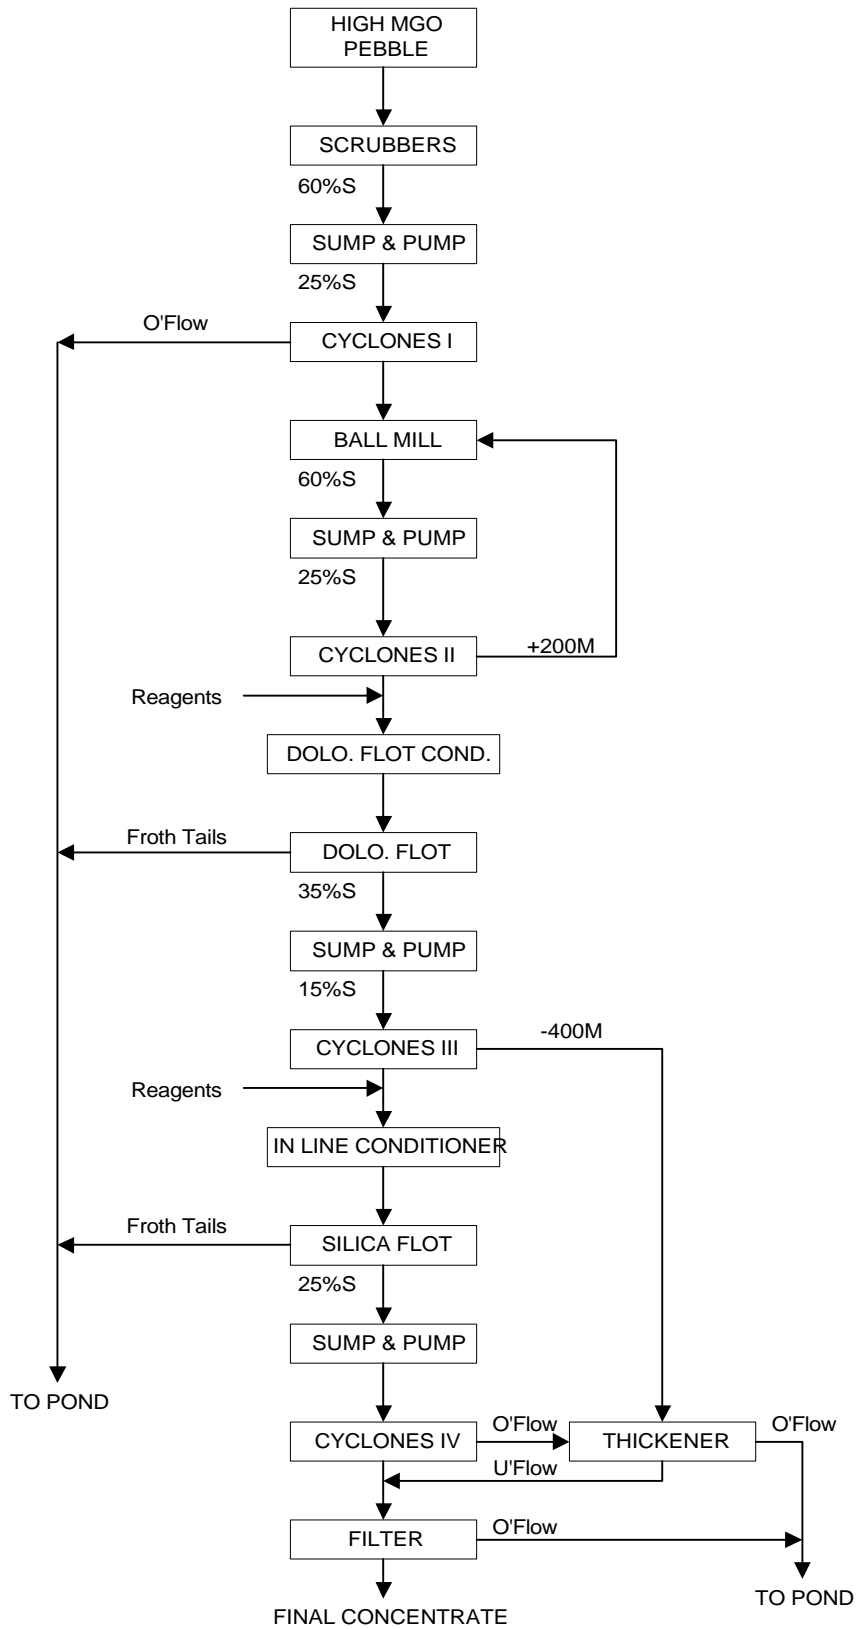 HIGH MGO
PEBBLE
SCRUBBERS
60%S
SUMP & PUMP
25%S
O'Flow
CYCLONES I
BALL MILL
60%S
SUMP & PUMP
25%S
CYCLONES II
+200M
Reagents
DOLO. FLOT COND.
Froth Tails
DOLO. FLOT
35%S
SUMP & PUMP
15%S
CYCLONES III
-400M
Reagents
IN LINE CONDITIONER
Froth Tails
SILICA FLOT
25%S
SUMP & PUMP
TO POND
CYCLONES IV
O'Flow
THICKENER
O'Flow
U'Flow
FILTER
O'Flow
TO POND
FINAL CONCENTRATE